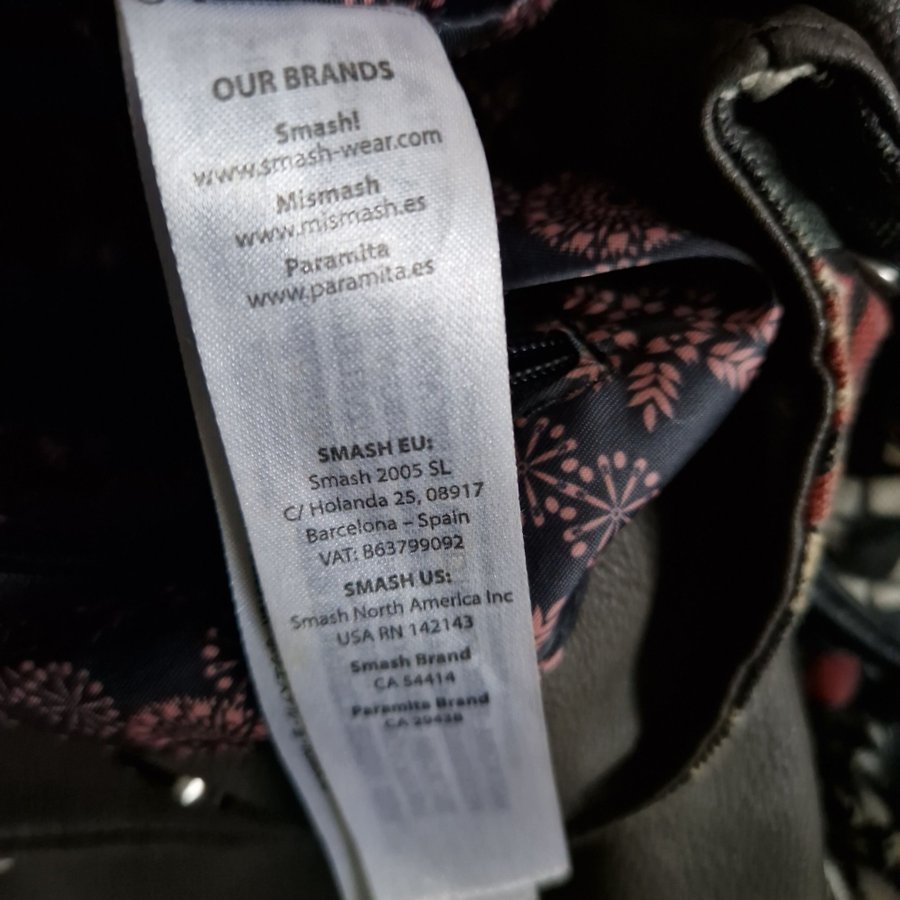 OUR BRANDS
Smash!
www.smash-wear.com
Mismash
www.mismash.es
Paramita
www.paramita.es
SMASH EU:
Smash 2005 SL
C/ Holanda 25, 08917
Barcelona – Spain
VAT: B63799092
SMASH US:
Smash North America Inc
USA RN 142143
Smash Brand
CA 54414
Paramita Brand
CA